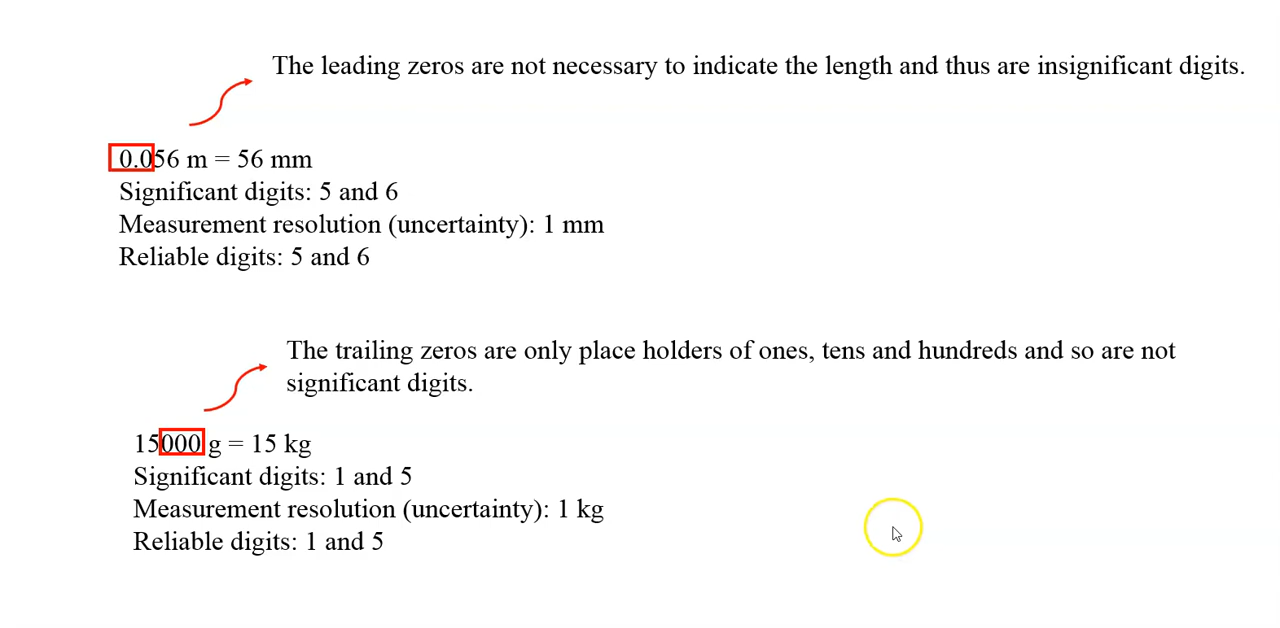 The leading zeros are not necessary to indicate the length and thus are insignificant digits.
0.056 m = 56 mm
Significant digits: 5 and 6
Measurement resolution (uncertainty): 1 mm
Reliable digits: 5 and 6
The trailing zeros are only place holders of ones, tens and hundreds and so are not
significant digits.
15000 g = 15 kg
Significant digits: 1 and 5
Measurement resolution (uncertainty): 1 kg
Reliable digits: 1 and 5